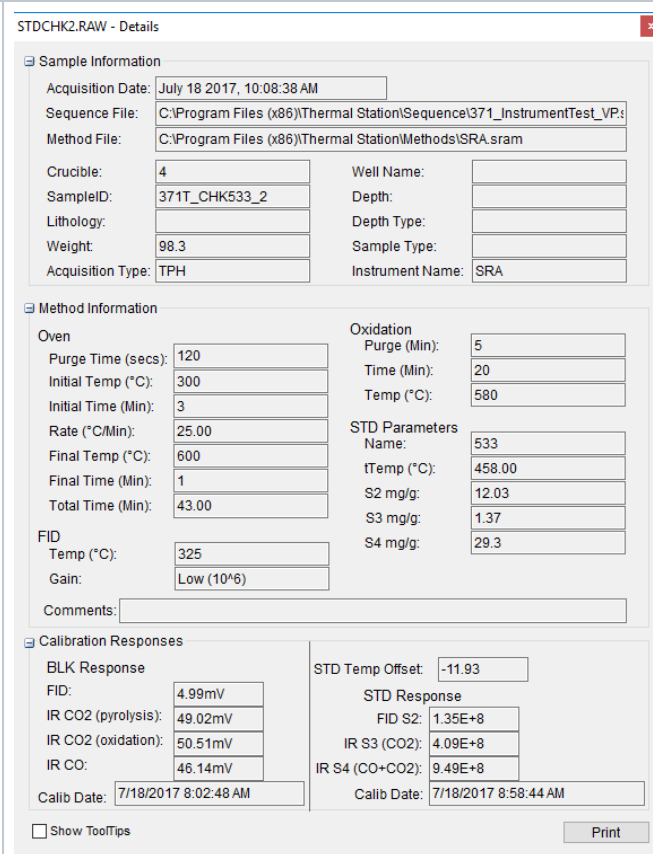 STDCHK2.RAW - Details
x
Sample Information
Acquisition Date: July 18 2017, 10:08:38 AM
Sequence File: C:\Program Files (x86)\Thermal Station\Sequence\371_InstrumentTest_VP.s
Method File: C:\Program Files (x86)\Thermal Station\Methods\SRA.sram
Crucible: 4
Well Name:
SampleID: 371T_CHK533_2
Depth:
Lithology:
Depth Type:
Weight: 98.3
Sample Type:
Acquisition Type: TPH
Instrument Name: SRA
Method Information
Oven
Purge Time (secs): 120
Initial Temp (°C): 300
Initial Time (Min): 3
Rate (°C/Min): 25.00
Final Temp (°C): 600
Final Time (Min): 1
Total Time (Min): 43.00
FID
Temp (°C): 325
Gain: Low (10^6)
Oxidation
Purge (Min): 5
Time (Min): 20
Temp (°C): 580
STD Parameters
Name: 533
tTemp (°C): 458.00
S2 mg/g: 12.03
S3 mg/g: 1.37
S4 mg/g: 29.3
Comments:
Calibration Responses
BLK Response
FID: 4.99mV
IR CO2 (pyrolysis): 49.02mV
IR CO2 (oxidation): 50.51mV
IR CO: 46.14mV
Calib Date: 7/18/2017 8:02:48 AM
STD Temp Offset: -11.93
STD Response
FID S2: 1.35E+8
IR S3 (CO2): 4.09E+8
IR S4 (CO+CO2): 9.49E+8
Calib Date: 7/18/2017 8:58:44 AM
Show ToolTips
Print